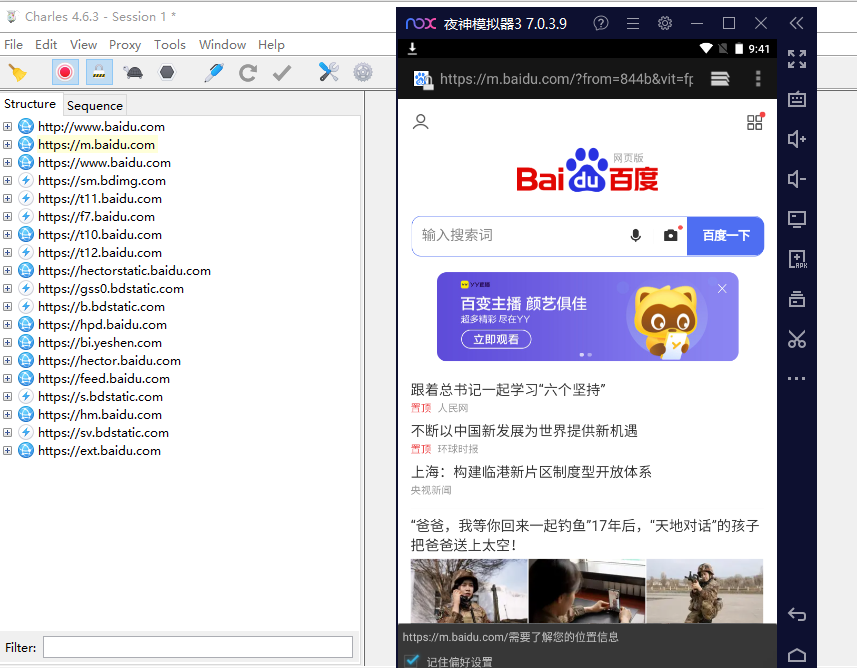 Charles 4.6.3 - Session 1 *
File Edit View Proxy Tools Window Help
Structure Sequence
http://www.baidu.com
https://m.baidu.com
https://www.baidu.com
https://sm.bdimg.com
https://t11.baidu.com
https://f7.baidu.com
https://t10.baidu.com
https://t12.baidu.com
https://hectorstatic.baidu.com
https://gss0.bdstatic.com
https://b.bdstatic.com
https://hpd.baidu.com
https://bi.yeshen.com
https://hector.baidu.com
https://feed.baidu.com
https://s.bdstatic.com
https://hm.baidu.com
https://sv.bdstatic.com
https://ext.baidu.com
Filter:
nox 夜神模拟器3 7.0.3.9
9:41
https://m.baidu.com/?from=844b&vit=fp
网页版
Bai du 百度
输入搜索词
百度一下
YY直播
百变主播 颜艺俱佳
超多精彩 尽在YY
立即观看
跟着总书记一起学习“六个坚持”
置顶 人民网
不断以中国新发展为世界提供新机遇
置顶 环球时报
上海：构建临港新片区制度型开放体系
央视新闻
“爸爸，我等你回来一起钓鱼”17年后，“天地对话”的孩子
把爸爸送上太空！
https://m.baidu.com/需要了解您的位置信息
记住偏好设置
APK